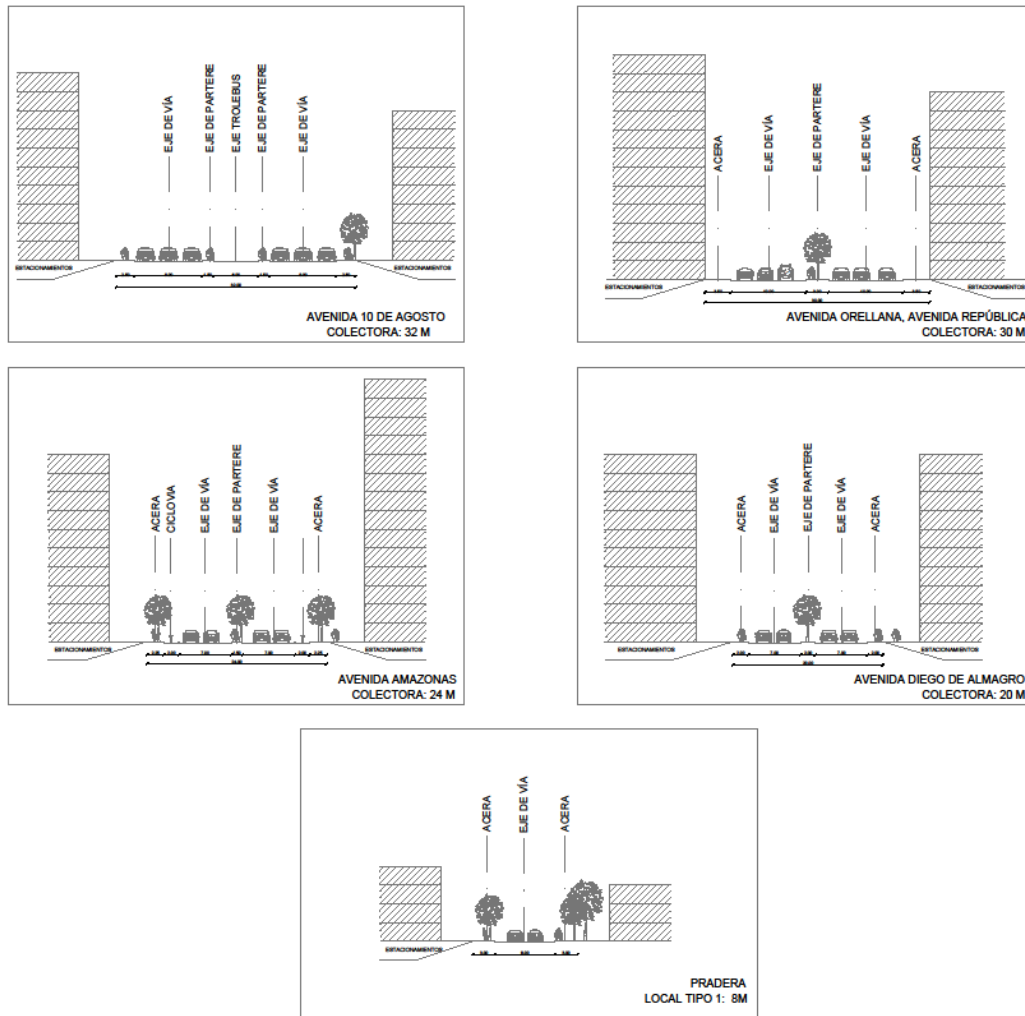 EJE DE VÍA
EJE DE PARTERE
EJE TROLEBUS
EJE DE PARTERE
EJE DE VÍA
ESTACIONAMIENTOS
ESTACIONAMIENTOS
AVENIDA 10 DE AGOSTO
COLECTORA: 32 M
ACERA
EJE DE VÍA
EJE DE PARTERE
EJE DE VÍA
ACERA
ESTACIONAMIENTOS
ESTACIONAMIENTOS
AVENIDA ORELLANA, AVENIDA REPÚBLICA
COLECTORA: 30 M
ACERA
CICLOVIA
EJE DE VÍA
EJE DE PARTERE
EJE DE VÍA
ACERA
ESTACIONAMIENTOS
ESTACIONAMIENTOS
AVENIDA AMAZONAS
COLECTORA: 24 M
ACERA
EJE DE VÍA
EJE DE PARTERE
EJE DE VÍA
ACERA
ESTACIONAMIENTOS
ESTACIONAMIENTOS
AVENIDA DIEGO DE ALMAGRO
COLECTORA: 20 M
ACERA
EJE DE VÍA
ACERA
ESTACIONAMIENTOS
PRADERA
LOCAL TIPO 1: 8M